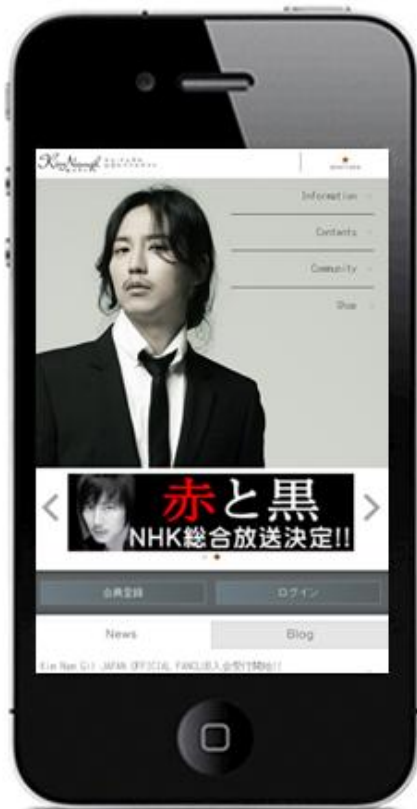 Kim Namgil
Information
Contents
Community
Shop
赤と黒
NHK総合放送決定!!
会員登録
ログイン
News
Blog
Kim Nam Gil JAPAN OFFICIAL FANCLUB入会受付開始!!